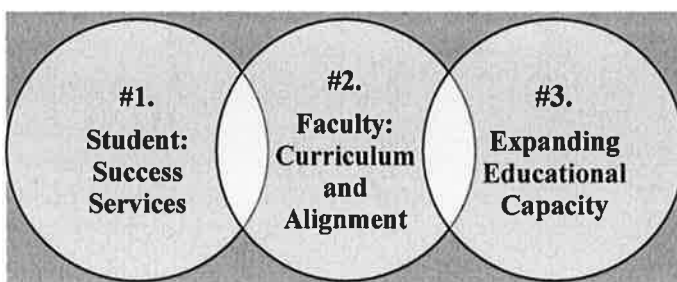 #1.
Student:
Success
Services
#2.
Faculty:
Curriculum
and
Alignment
#3.
Expanding
Educational
Capacity